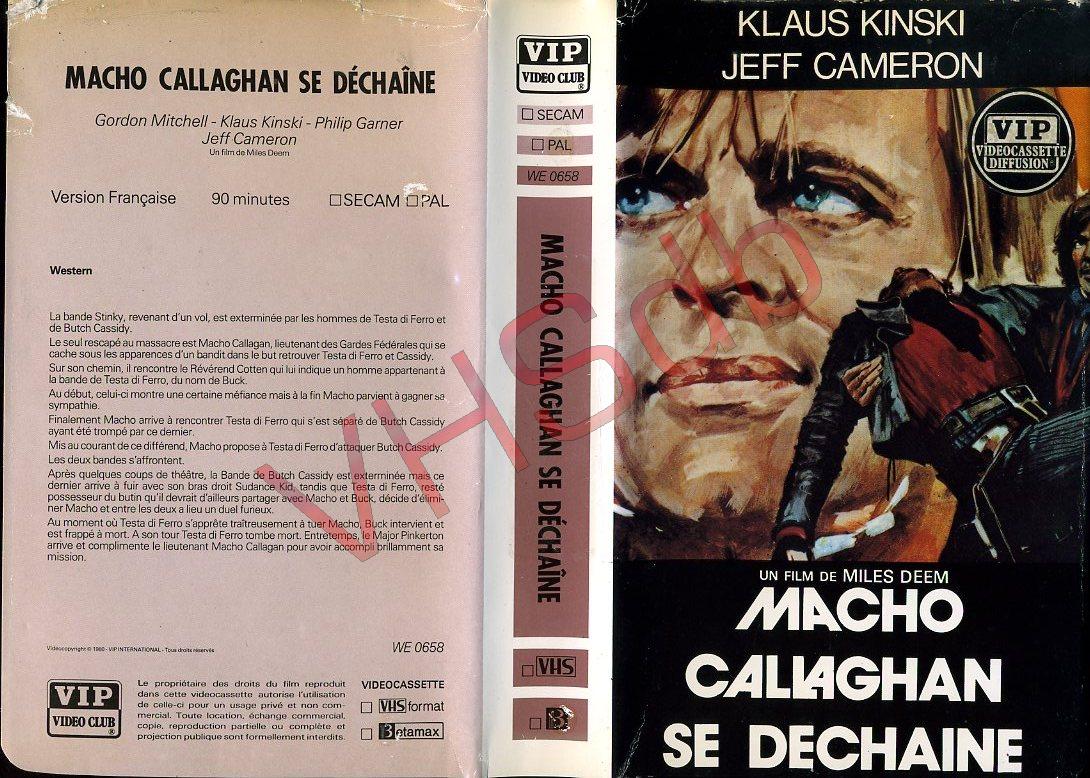 MACHO CALLAGHAN SE DÉCHAÎNE
Gordon Mitchell - Klaus Kinski - Philip Garner
Jeff Cameron
Un film de Miles Deem
Version Française 90 minutes □SECAM □PAL
Western
La bande Stinky, revenant d'un vol, est exterminée par les hommes de Testa di Ferro et
de Butch Cassidy.
Le seul rescapé au massacre est Macho Callagan, lieutenant des Gardes Fédérales qui se
cache sous les apparences d'un bandit dans le but retrouver Testa di Ferro et Cassidy.
Sur son chemin, il rencontre le Révérend Cotten qui lui indique un homme appartenant à
la bande de Testa di Ferro, du nom de Buck.
Au début, celui-ci montre une certaine méfiance mais à la fin Macho parvient à gagner sa
sympathie.
Finalement Macho arrive à rencontrer Testa di Ferro qui s'est séparé de Butch Cassidy
ayant été trompé par ce dernier.
Mis au courant de ce différend, Macho propose à Testa di Ferro d'attaquer Butch Cassidy.
Les deux bandes s'affrontent.
Après quelques coups de théâtre, la Bande de Butch Cassidy est exterminée mais ce
dernier arrive à fuir avec son bras droit Sudance Kid, tandis que Testa di Ferro, resté
possesseur du butin qu'il devrait d'ailleurs partager avec Macho et Buck, décide d'élimi-
ner Macho et entre les deux a lieu un duel furieux.
Au moment où Testa di Ferro s'apprête traîtreusement à tuer Macho, Buck intervient et
est frappé à mort. A son tour Testa di Ferro tombe mort. Entretemps, le Major Pinkerton
arrive et complimente le lieutenant Macho Callagan pour avoir accompli brillamment sa
mission.
Videocopyright © 1980 - VIP INTERNATIONAL - Tous droits réservés
WE 0658
VIP
VIDEO CLUB ®
Le propriétaire des droits du film reproduit
dans cette videocassette autorise l'utilisation
de celle-ci pour un usage privé et non com-
mercial. Toute location, échange commercial,
copie, reproduction partielle ou complète et
projection publique sont formellement interdits.
VIDEOCASSETTE
□ VHS format
□ Betamax
VIP
VIDEO CLUB ®
□ SECAM
□ PAL
WE 0658
MACHO CALLAGHAN SE DÉCHAÎNE
□ VHS
□ B
KLAUS KINSKI
JEFF CAMERON
VIP
VIDEOCASSETTE
DIFFUSION
UN FILM DE MILES DEEM
MACHO
CALLAGHAN
SE DECHAINE
VHSdb